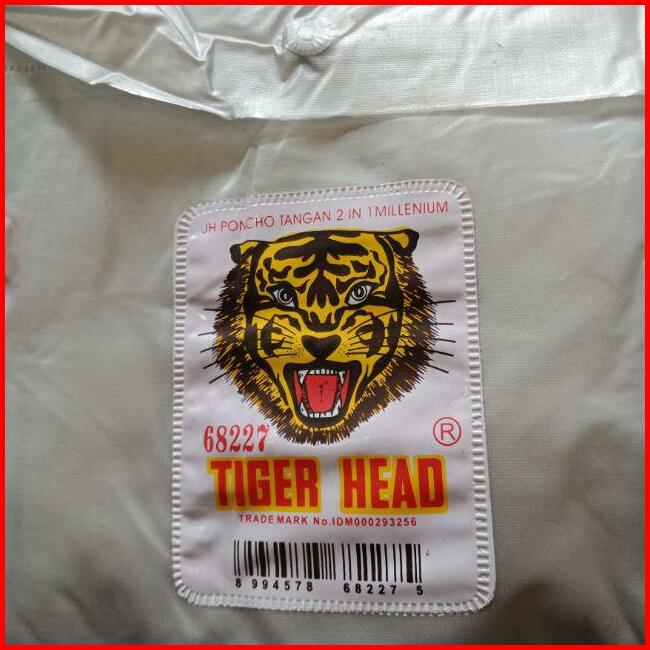 JH PONCHO TANGAN 2 IN 1 MILLENIUM
68227
®
TIGER HEAD
TRADE MARK No.IDM000293256
8 994578 68227 5